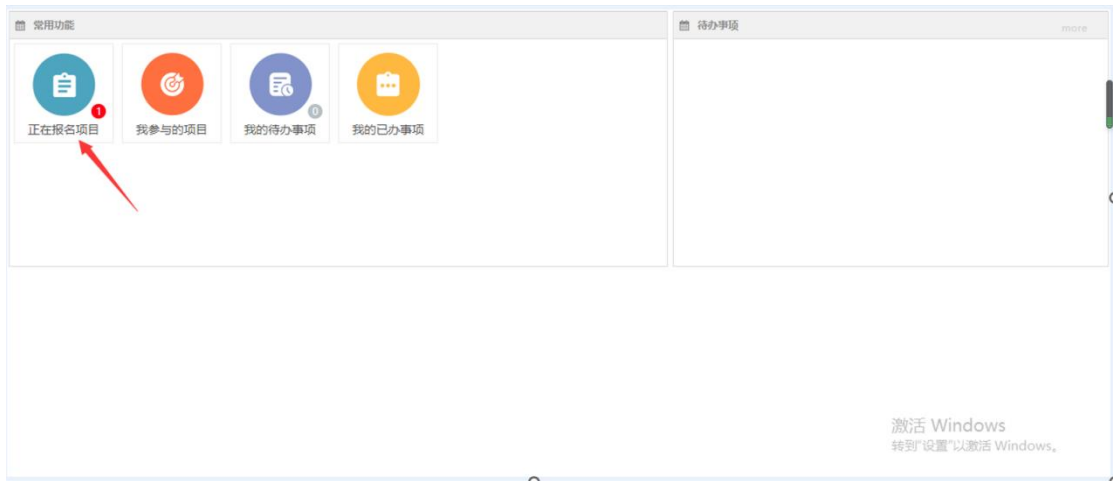 常用功能
待办事项
more
1
0
正在报名项目
我参与的项目
我的待办事项
我的已办事项
激活 Windows
转到"设置"以激活 Windows。